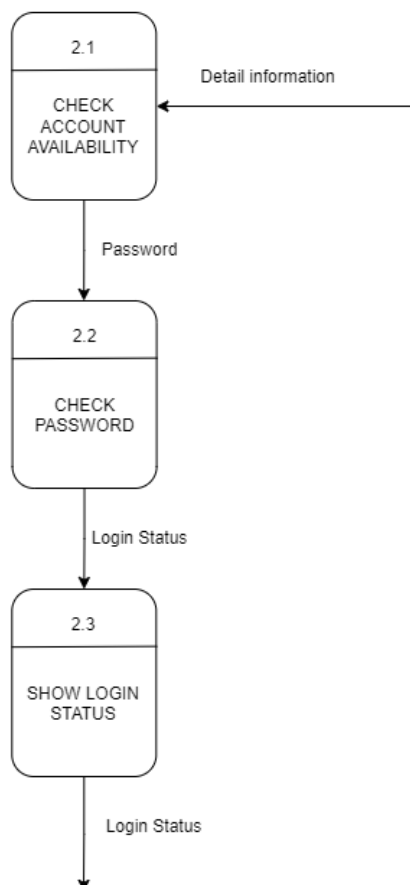 2.1
Detail information
CHECK
ACCOUNT
AVAILABILITY
Password
2.2
CHECK
PASSWORD
Login Status
2.3
SHOW LOGIN
STATUS
Login Status